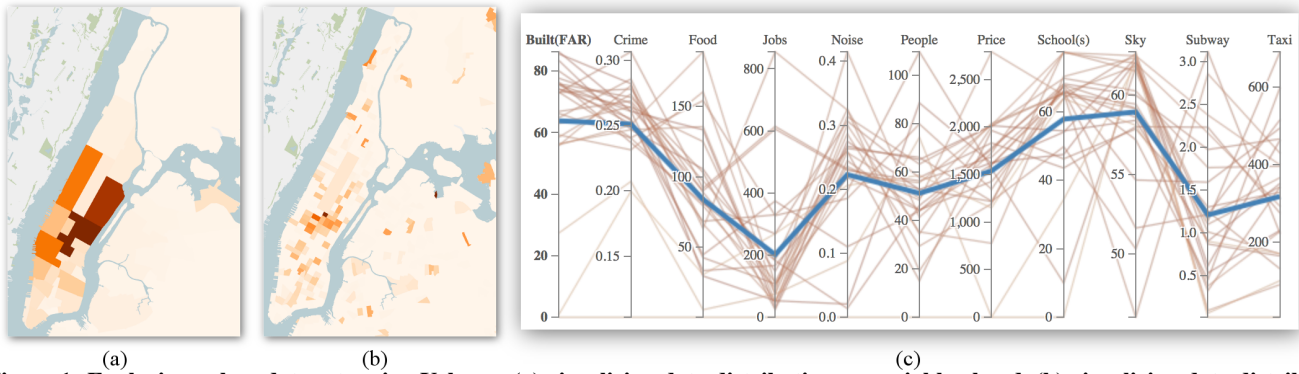 Built(FAR) Crime Food Jobs Noise People Price School(s) Sky Subway Taxi
80 60 40 20 0
0.30 0.25 0.20 0.15
150 100 50
800 600 400 200 0
0.4 0.3 0.2 0.1 0.0
100 80 60 40 20 0
2,500 2,000 1,500 1,000 500 0
60 40 20 0
60 55 50
3.0 2.5 2.0 1.5 1.0 0.5
600 400 200
(a) (b) (c)